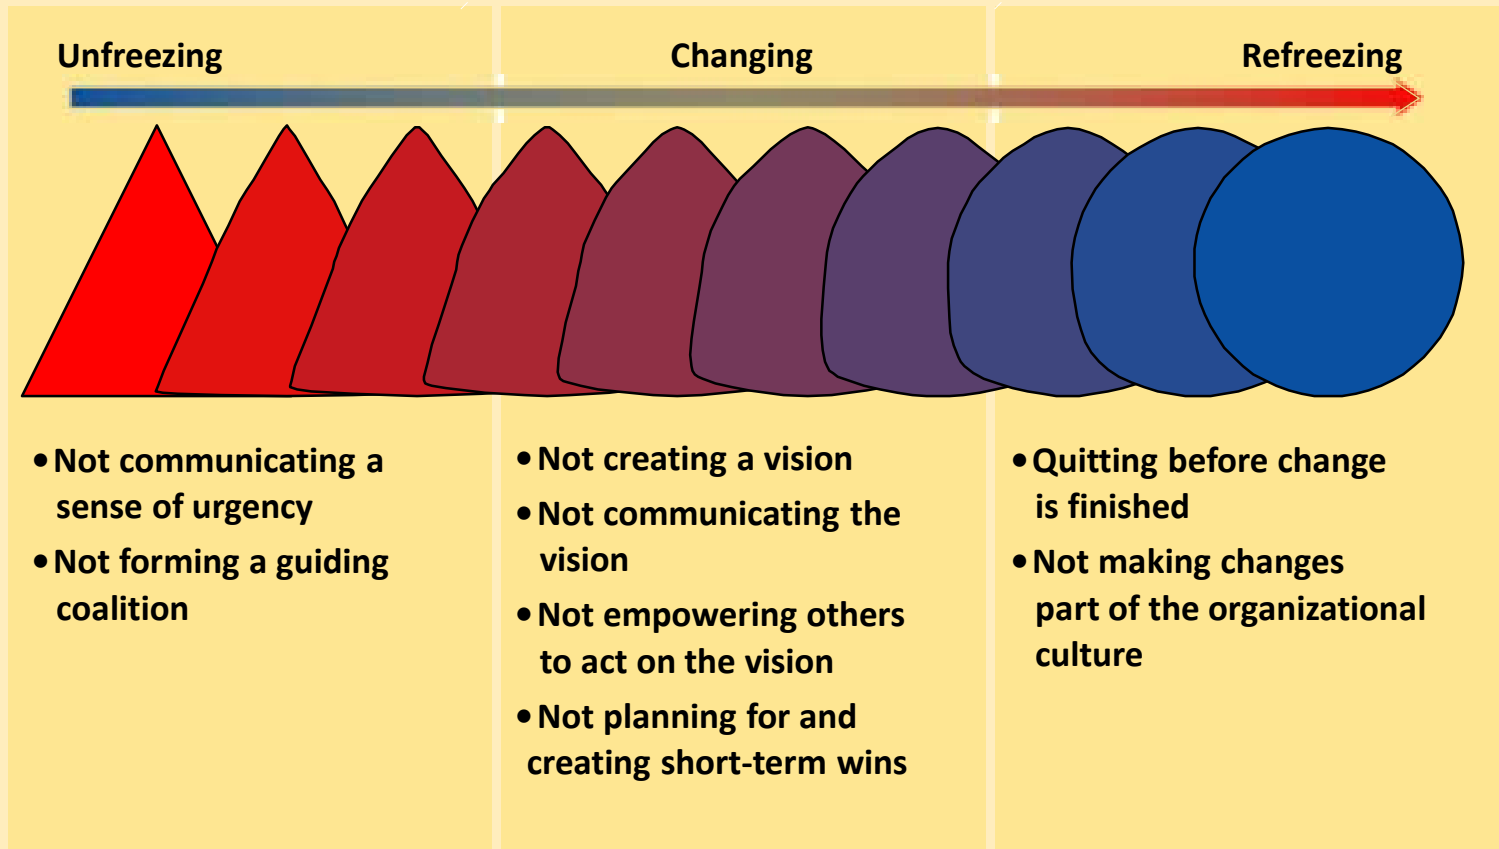 Unfreezing
Changing
Refreezing
•Not communicating a
sense of urgency
•Not forming a guiding
coalition
•Not creating a vision
•Not communicating the
vision
•Not empowering others
to act on the vision
•Not planning for and
creating short-term wins
•Quitting before change
is finished
•Not making changes
part of the organizational
culture